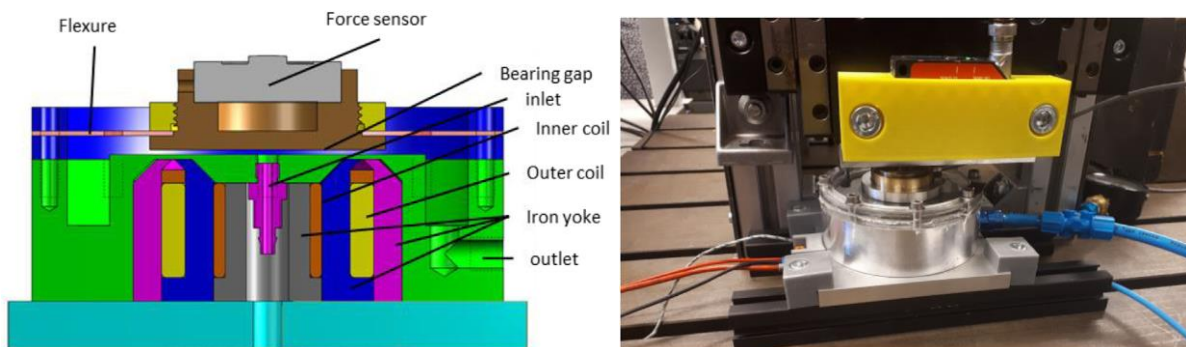 Flexure
Force sensor
Bearing gap
inlet
Inner coil
Outer coil
Iron yoke
outlet